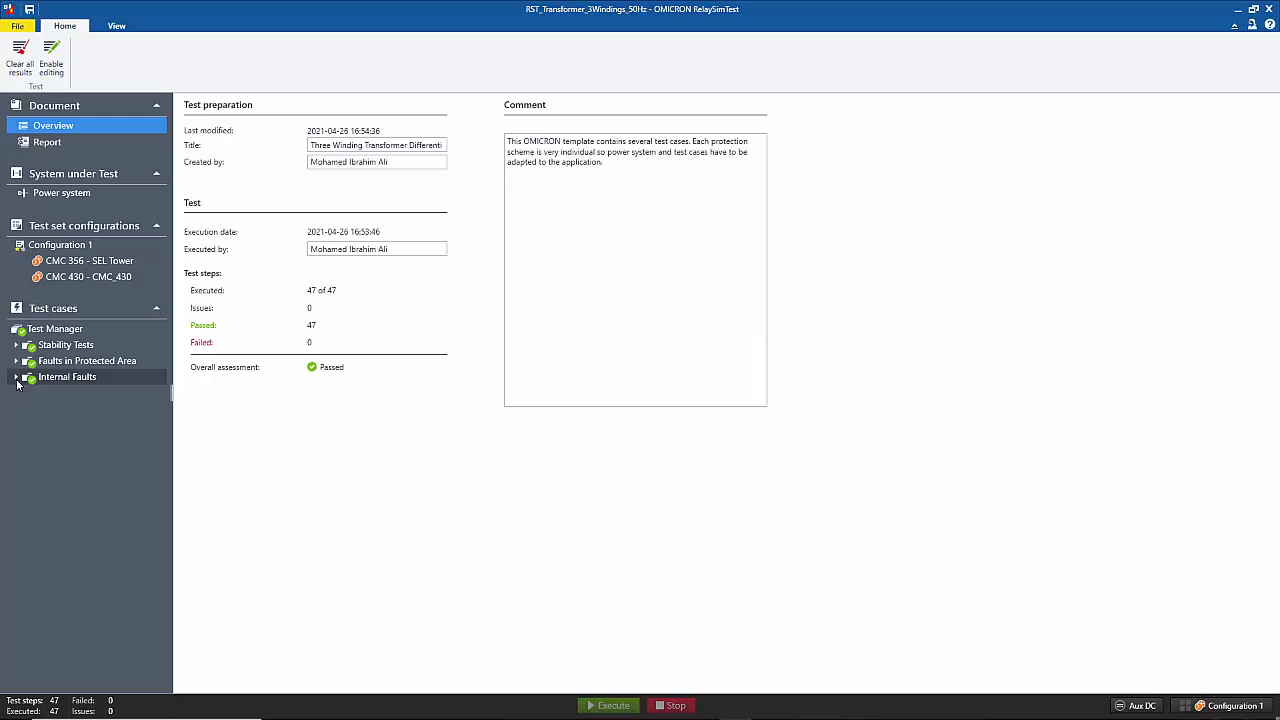 RST_Transformer_3Windings_50Hz - OMICRON RelaySimTest
File
Home
View
Clear all results
Enable editing
Test
Document
Overview
Report
System under Test
Power system
Test set configurations
Configuration 1
CMC 356 - SEL Tower
CMC 430 - CMC_430
Test cases
Test Manager
Stability Tests
Faults in Protected Area
Internal Faults
Test preparation
Last modified: 2021-04-26 16:54:36
Title: Three Winding Transformer Differenti
Created by: Mohamed Ibrahim Ali
Test
Execution date: 2021-04-26 16:53:46
Executed by: Mohamed Ibrahim Ali
Test steps:
Executed: 47 of 47
Issues: 0
Passed: 47
Failed: 0
Overall assessment: Passed
Comment
This OMICRON template contains several test cases. Each protection
scheme is very individual so power system and test cases have to be
adapted to the application.
Test steps: 47 Failed: 0
Executed: 47 Issues: 0
Execute
Stop
Aux DC
Configuration 1